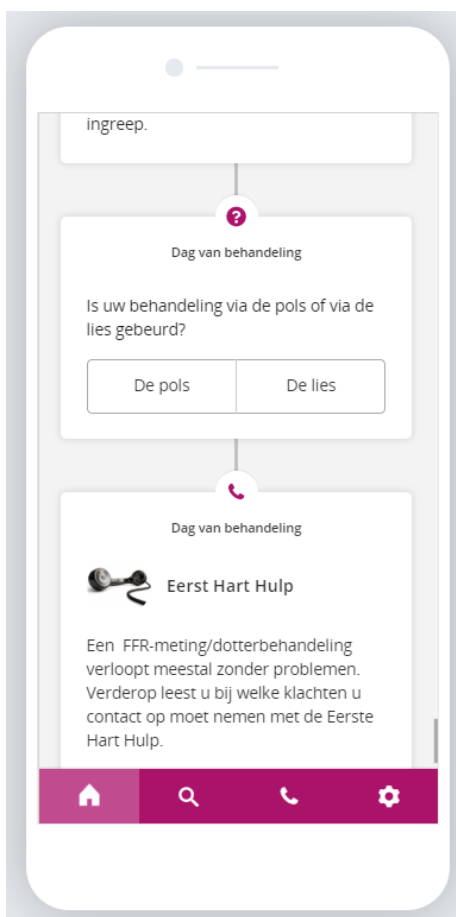 ingreep.
Dag van behandeling
Is uw behandeling via de pols of via de
lies gebeurd?
De pols
De lies
Dag van behandeling
Eerst Hart Hulp
Een FFR-meting/dotterbehandeling
verloopt meestal zonder problemen.
Verderop leest u bij welke klachten u
contact op moet nemen met de Eerste
Hart Hulp.